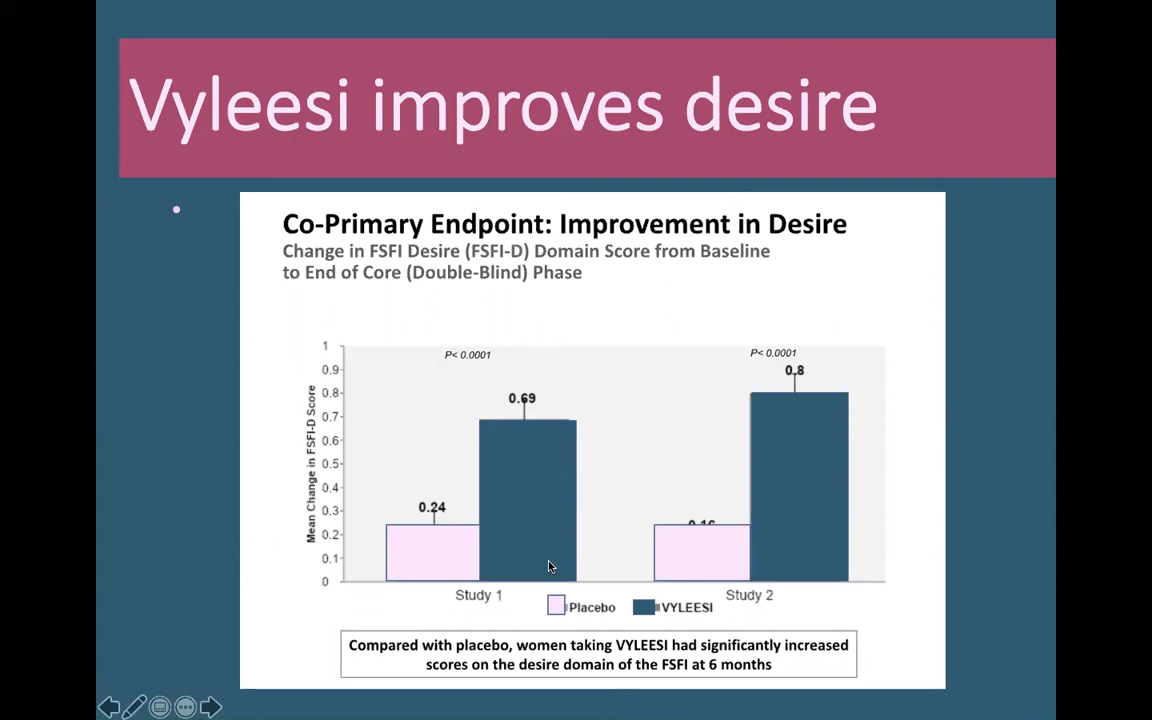 Vyleesi improves desire
•
Co-Primary Endpoint: Improvement in Desire
Change in FSFI Desire (FSFI-D) Domain Score from Baseline
to End of Core (Double-Blind) Phase
Mean Change in FSFI-D Score
1
0.9
0.8
0.7
0.6
0.5
0.4
0.3
0.2
0.1
0
P< 0.0001
0.69
0.24
P< 0.0001
0.8
Study 1
Study 2
Placebo
VYLEESI
Compared with placebo, women taking VYLEESI had significantly increased
scores on the desire domain of the FSFI at 6 months